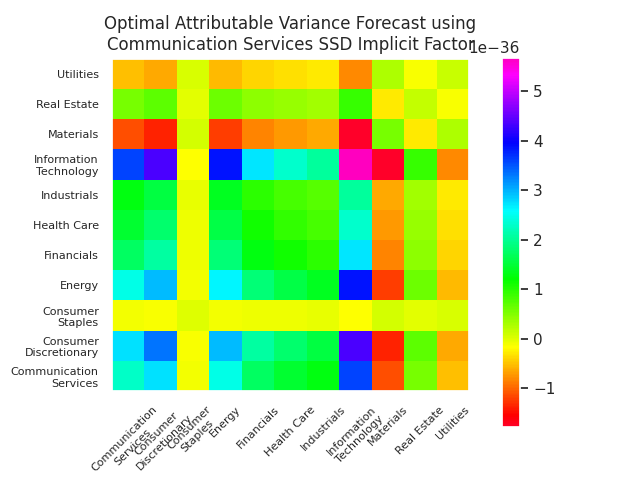 Optimal Attributable Variance Forecast using
Communication Services SSD Implicit Factor
1e−36
Utilities
Real Estate
Materials
Information
Technology
Industrials
Health Care
Financials
Energy
Consumer
Staples
Consumer
Discretionary
Communication
Services
5
4
3
2
1
0
−1
Communication
Services
Consumer
Discretionary
Consumer
Staples
Energy
Financials
Health Care
Industrials
Information
Technology
Materials
Real Estate
Utilities